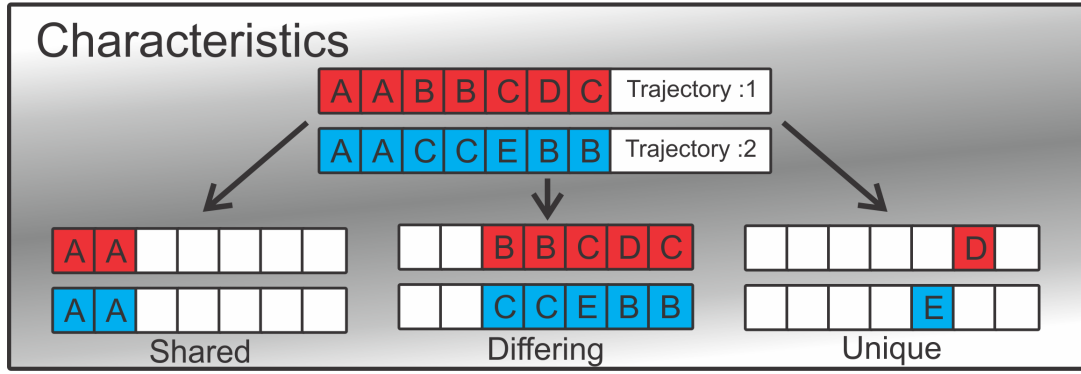 Characteristics
A A B B C D C Trajectory :1
A A C C E B B Trajectory :2
A A
A A
Shared
B B C D C
C C E B B
Differing
D
E
Unique